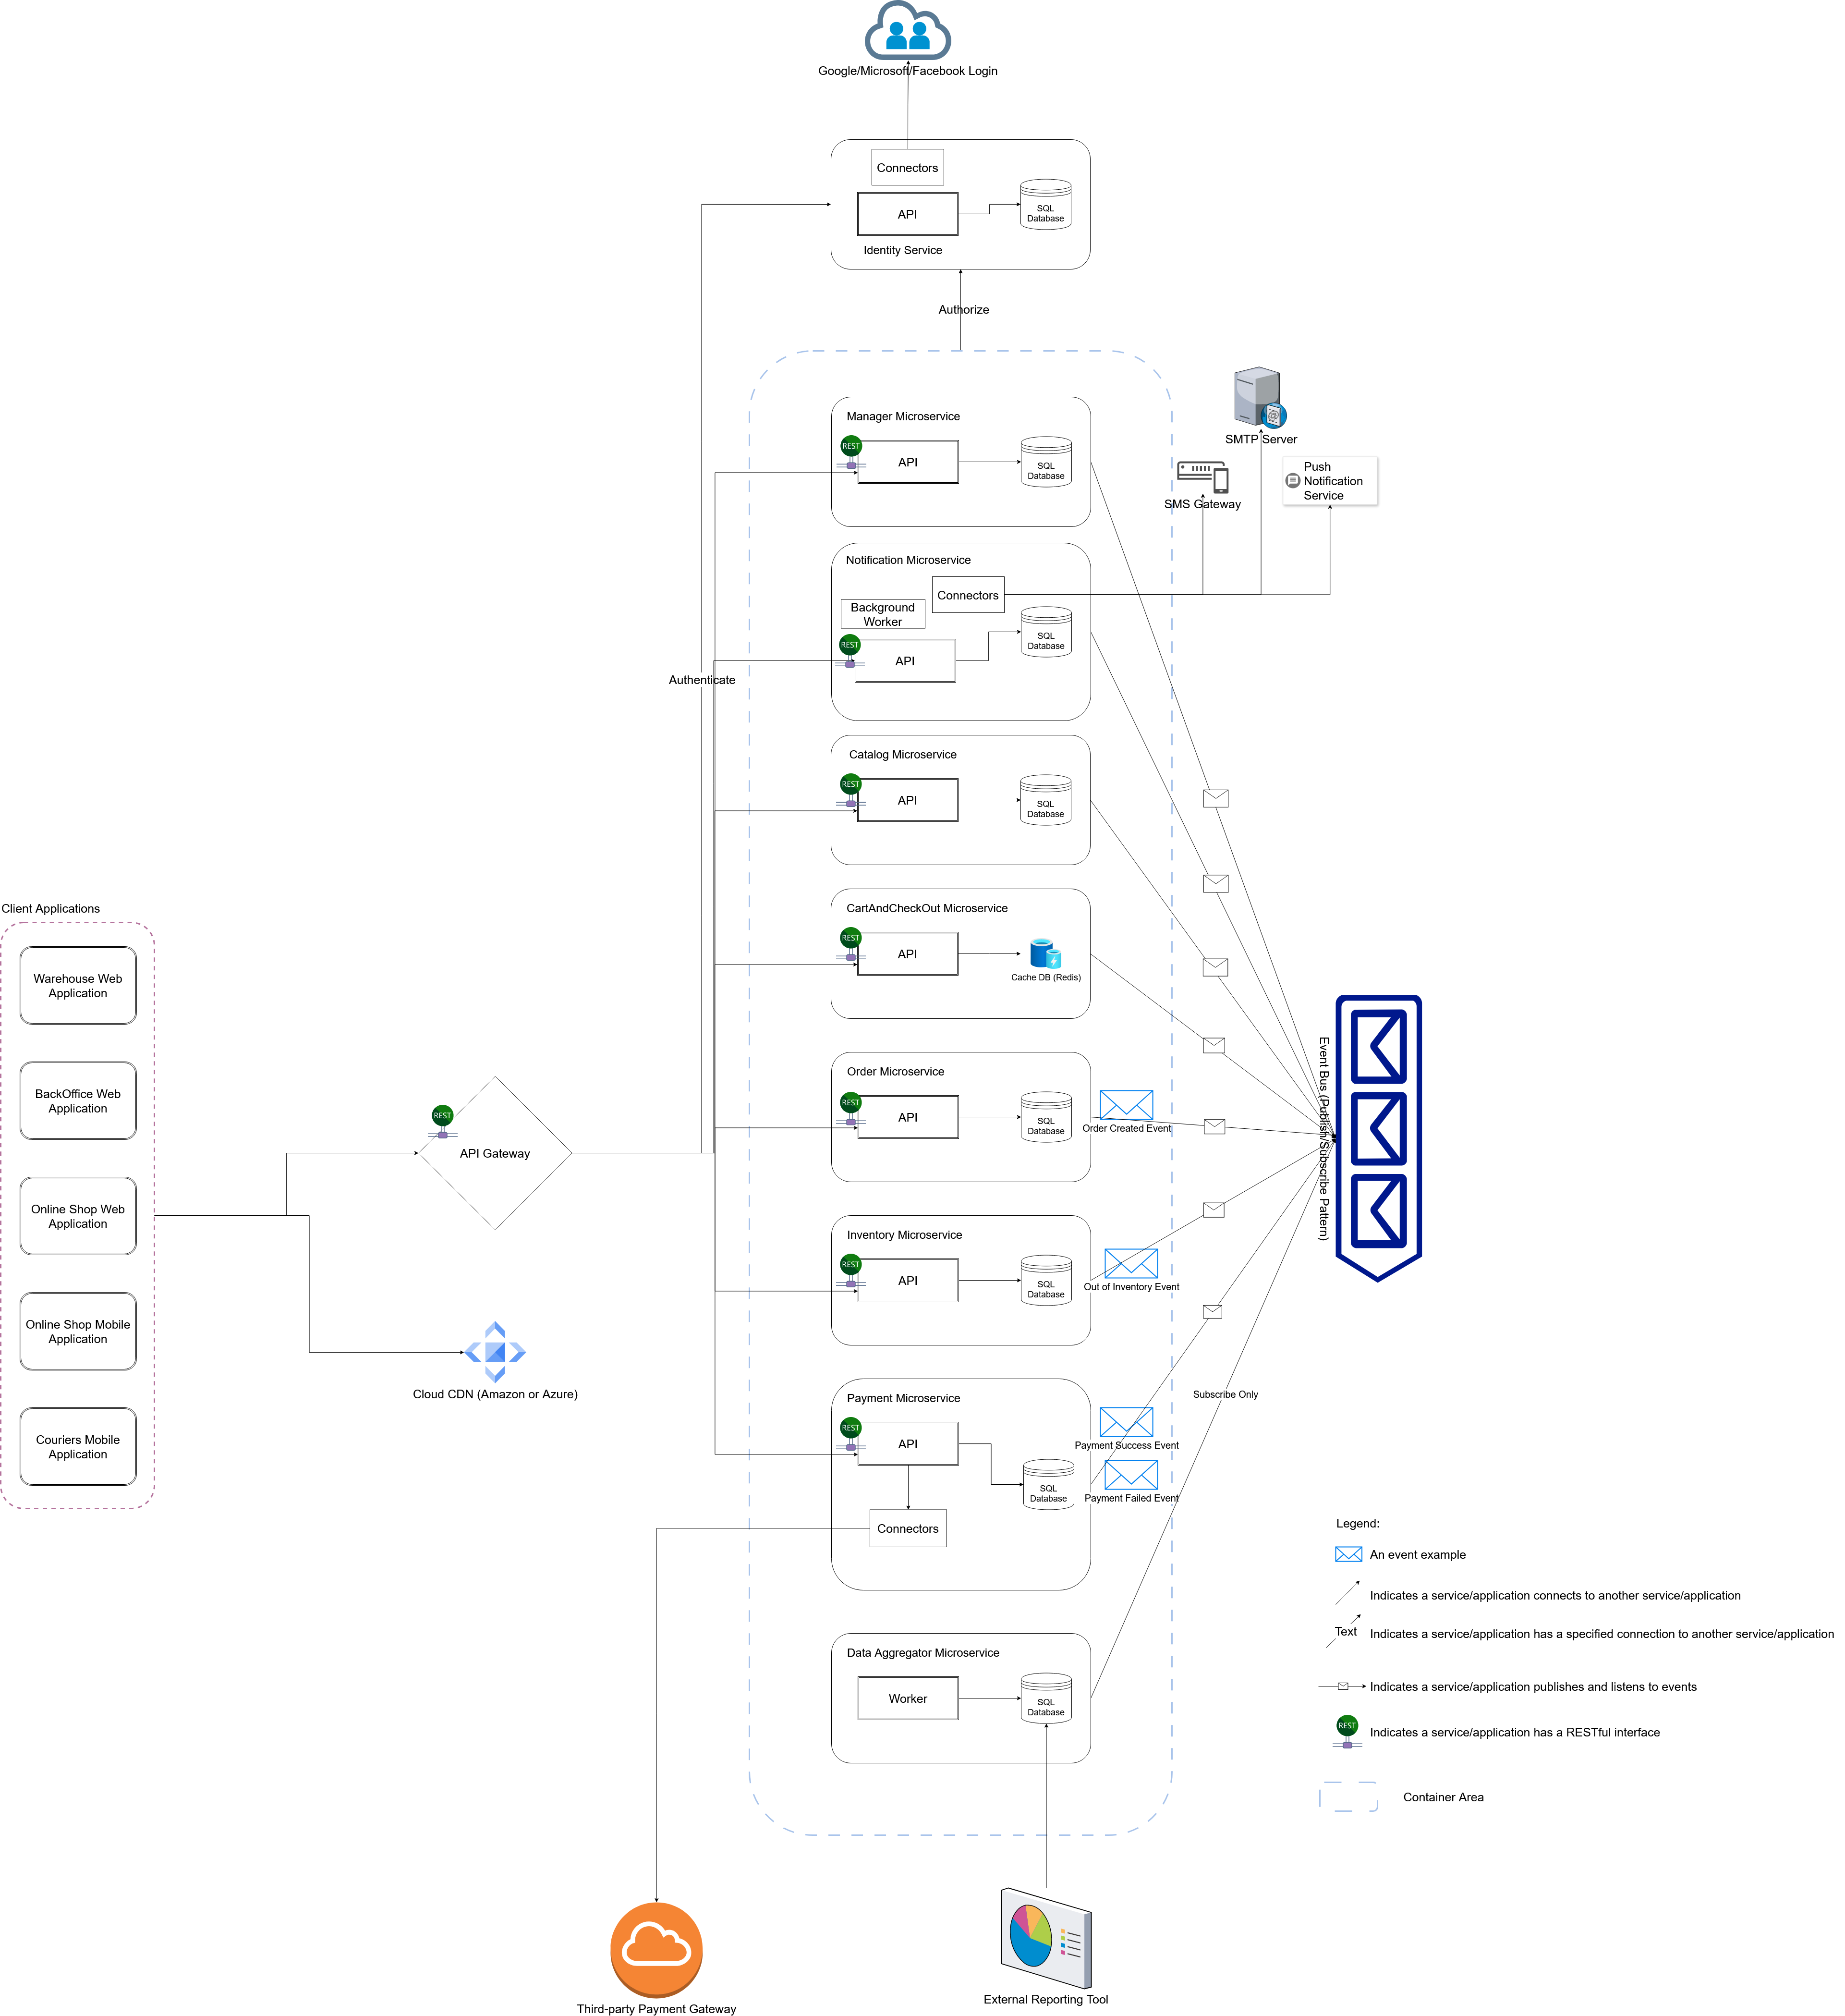 Google/Microsoft/Facebook Login
Connectors
API
SQL
Database
Identity Service
Authorize
Manager Microservice
REST
API
SQL
Database
SMTP Server
SMS Gateway
Push
Notification
Service
Notification Microservice
Connectors
Background
Worker
REST
API
SQL
Database
Authenticate
Catalog Microservice
REST
API
SQL
Database
Client Applications
Warehouse Web
Application
BackOffice Web
Application
Online Shop Web
Application
Online Shop Mobile
Application
Couriers Mobile
Application
REST
API Gateway
Cloud CDN (Amazon or Azure)
CartAndCheckOut Microservice
REST
API
Cache DB (Redis)
Order Microservice
REST
API
SQL
Database
Order Created Event
Event Bus (Publish/Subscribe Pattern)
Inventory Microservice
REST
API
SQL
Database
Out of Inventory Event
Payment Microservice
REST
API
SQL
Database
Connectors
Payment Success Event
Payment Failed Event
Subscribe Only
Data Aggregator Microservice
Worker
SQL
Database
Legend:
An event example
Indicates a service/application connects to another service/application
Text
Indicates a service/application has a specified connection to another service/application
Indicates a service/application publishes and listens to events
REST
Indicates a service/application has a RESTful interface
Container Area
Third-party Payment Gateway
External Reporting Tool